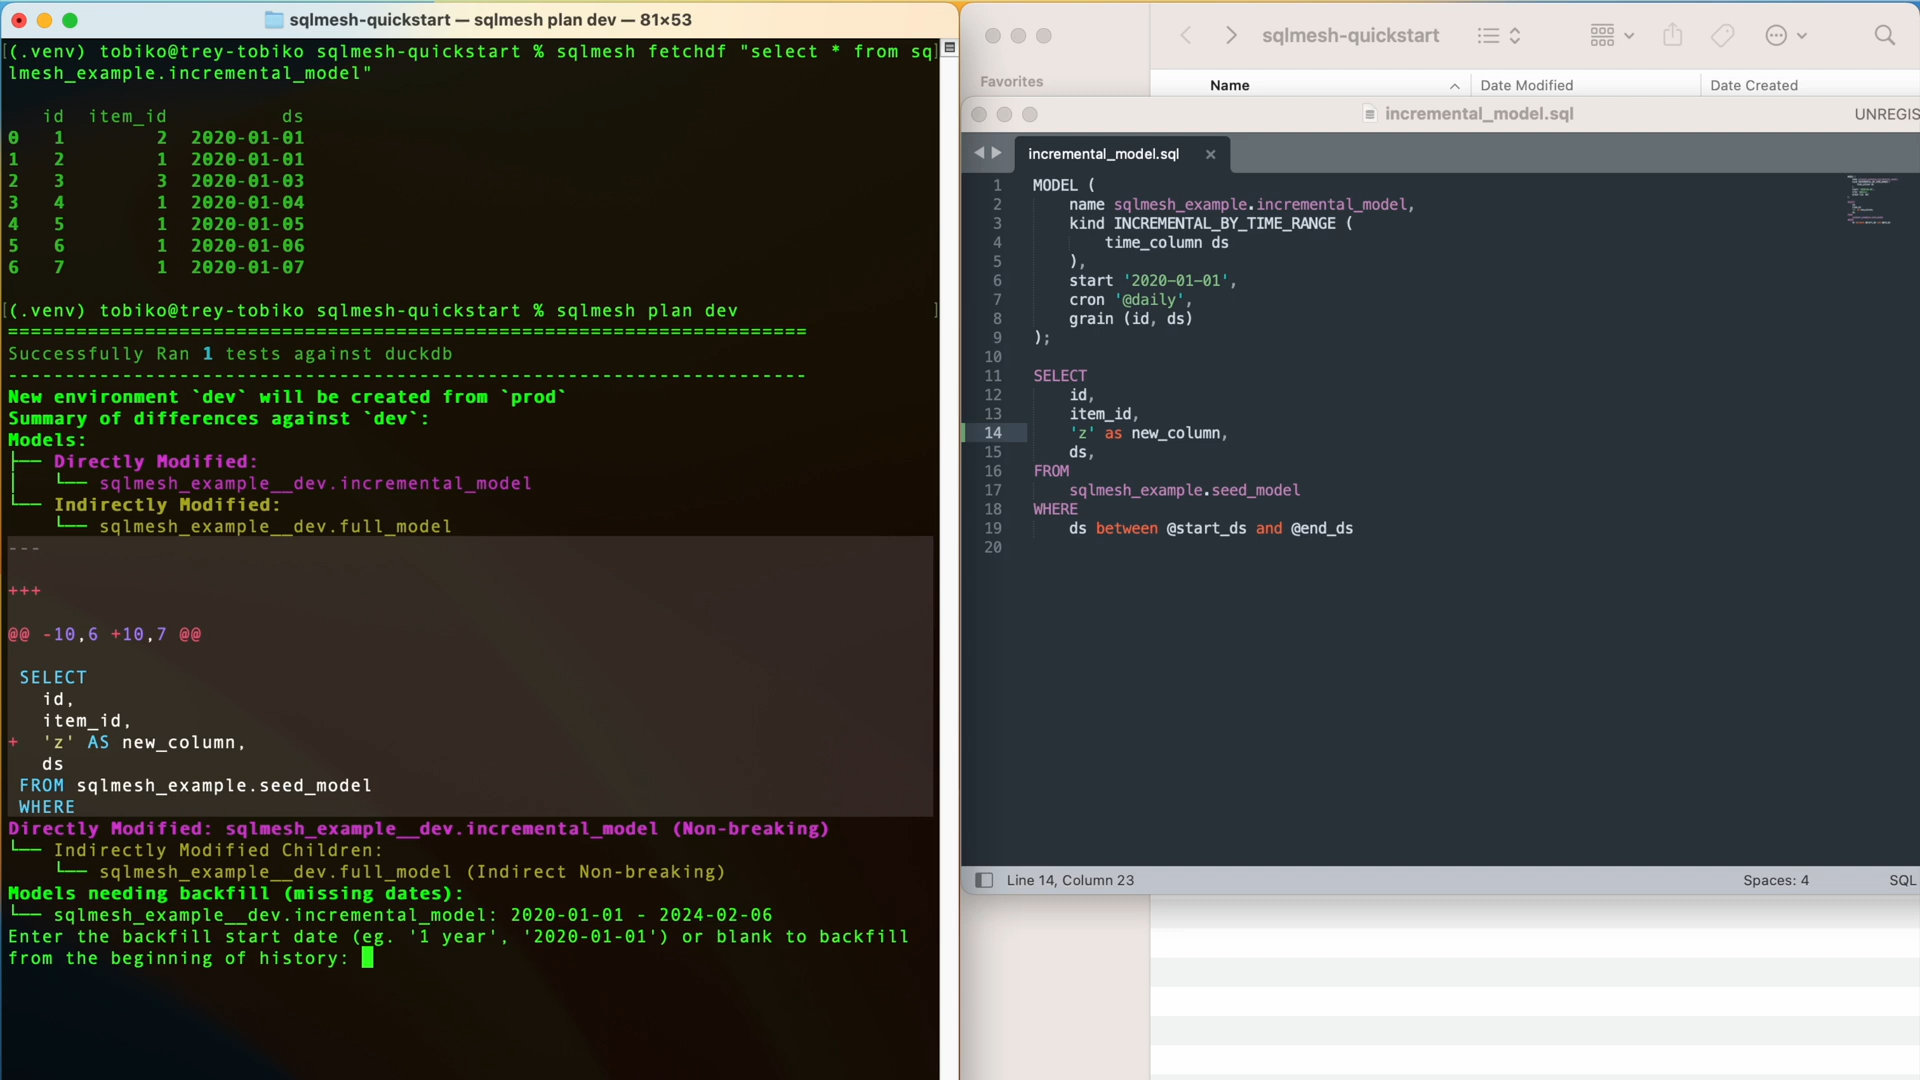 sqlmesh-quickstart — sqlmesh plan dev — 81×53
(.venv) tobiko@trey-tobiko sqlmesh-quickstart % sqlmesh fetchdf "select * from sq
lmesh_example.incremental_model"
id item_id ds
0 1 2 2020-01-01
1 2 1 2020-01-01
2 3 3 2020-01-03
3 4 1 2020-01-04
4 5 1 2020-01-05
5 6 1 2020-01-06
6 7 1 2020-01-07
(.venv) tobiko@trey-tobiko sqlmesh-quickstart % sqlmesh plan dev
======================================================================
Successfully Ran 1 tests against duckdb
----------------------------------------------------------------------
New environment `dev` will be created from `prod`
Summary of differences against `dev`:
Models:
├── Directly Modified:
│   └── sqlmesh_example__dev.incremental_model
└── Indirectly Modified:
    └── sqlmesh_example__dev.full_model
---
+++
@@ -10,6 +10,7 @@
SELECT
id,
item_id,
+ 'z' AS new_column,
ds
FROM sqlmesh_example.seed_model
WHERE
Directly Modified: sqlmesh_example__dev.incremental_model (Non-breaking)
└── Indirectly Modified Children:
    └── sqlmesh_example__dev.full_model (Indirect Non-breaking)
Models needing backfill (missing dates):
└── sqlmesh_example__dev.incremental_model: 2020-01-01 - 2024-02-06
Enter the backfill start date (eg. '1 year', '2020-01-01') or blank to backfill
from the beginning of history:
sqlmesh-quickstart
Favorites
Name Date Modified Date Created
incremental_model.sql UNREGIS
incremental_model.sql ×
1 MODEL (
2 name sqlmesh_example.incremental_model,
3 kind INCREMENTAL_BY_TIME_RANGE (
4 time_column ds
5 ),
6 start '2020-01-01',
7 cron '@daily',
8 grain (id, ds)
9 );
10
11 SELECT
12 id,
13 item_id,
14 'z' as new_column,
15 ds,
16 FROM
17 sqlmesh_example.seed_model
18 WHERE
19 ds between @start_ds and @end_ds
20
Line 14, Column 23 Spaces: 4 SQL